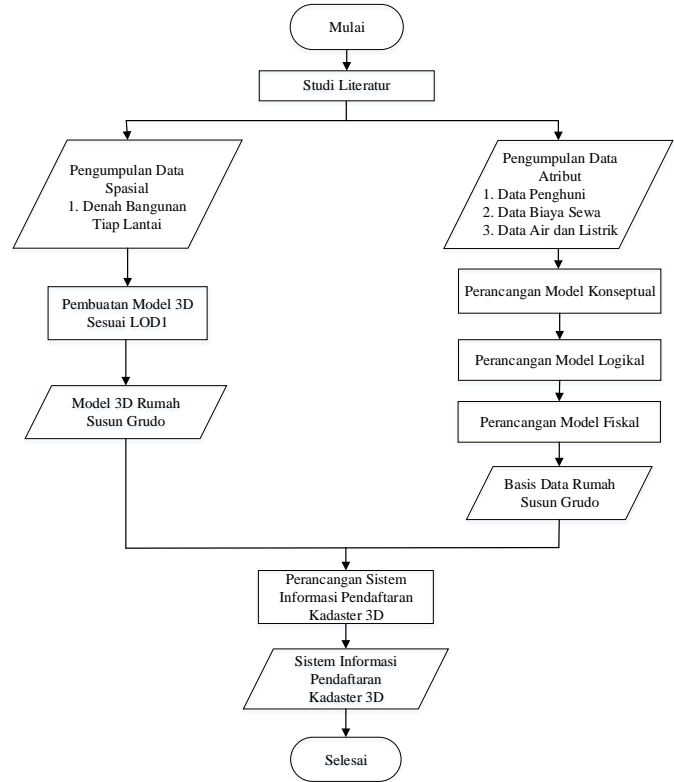 Mulai
Studi Literatur
Pengumpulan Data
Spasial
1. Denah Bangunan
Tiap Lantai
Pembuatan Model 3D
Sesuai LOD1
Model 3D Rumah
Susun Grudo
Pengumpulan Data
Atribut
1. Data Penghuni
2. Data Biaya Sewa
3. Data Air dan Listrik
Perancangan Model Konseptual
Perancangan Model Logikal
Perancangan Model Fiskal
Basis Data Rumah
Susun Grudo
Perancangan Sistem
Informasi Pendaftaran
Kadaster 3D
Sistem Informasi
Pendaftaran
Kadaster 3D
Selesai